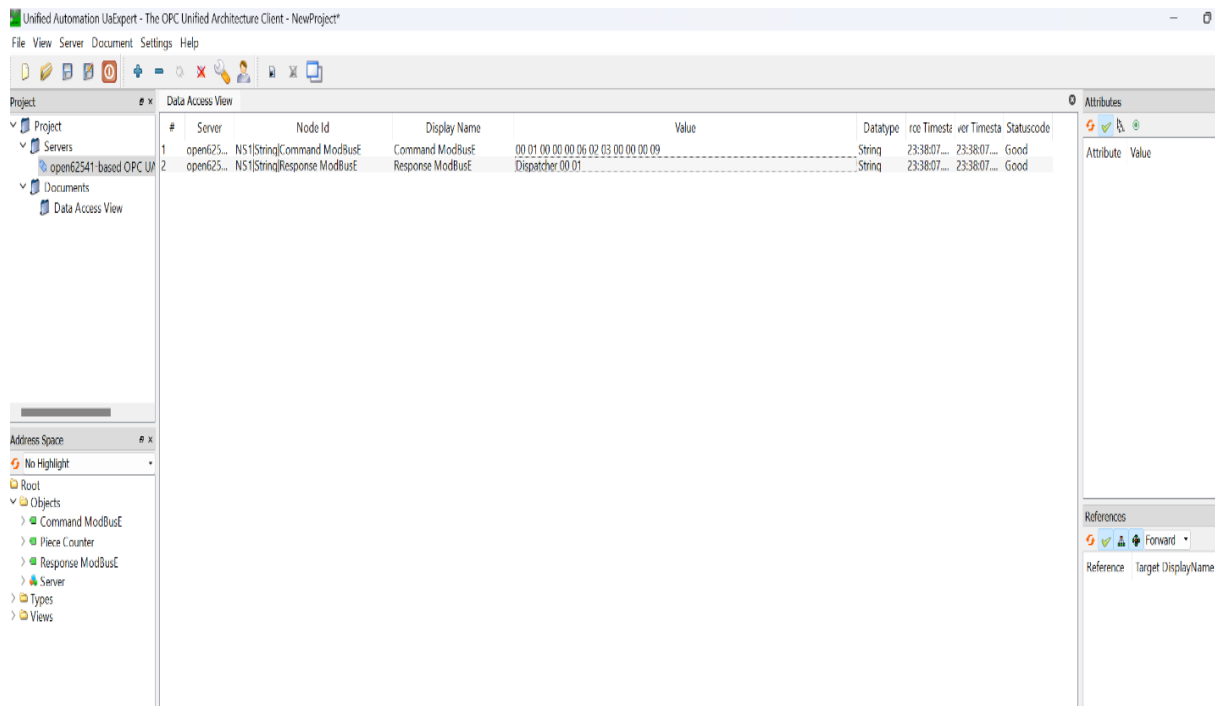 Unified Automation UaExpert - The OPC Unified Architecture Client - NewProject*
File View Server Document Settings Help
Project
Project
Servers
open62541-based OPC UA
Documents
Data Access View
Data Access View
# Server Node Id Display Name Value Datatype rce Timesta ver Timesta Statuscode
1 open625... NS1|String|Command ModBusE Command ModBusE 00 01 00 00 00 06 02 03 00 00 00 09 String 23:38:07.... 23:38:07.... Good
2 open625... NS1|String|Response ModBusE Response ModBusE Dispatcher 00 01 String 23:38:07.... 23:38:07.... Good
Address Space
No Highlight
Root
Objects
Command ModBusE
Piece Counter
Response ModBusE
Server
Types
Views
Attributes
Attribute Value
References
Forward
Reference Target DisplayName